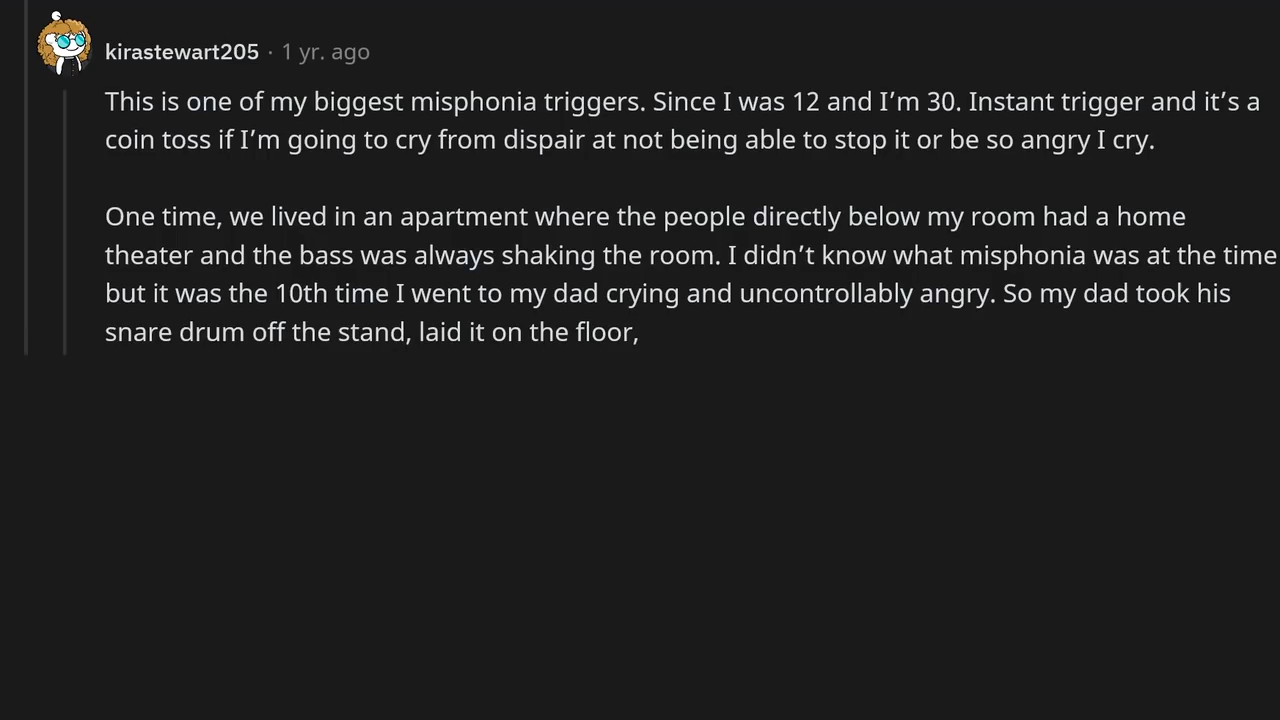 kirastewart205 · 1 yr. ago
This is one of my biggest misphonia triggers. Since I was 12 and I’m 30. Instant trigger and it’s a
coin toss if I’m going to cry from dispair at not being able to stop it or be so angry I cry.
One time, we lived in an apartment where the people directly below my room had a home
theater and the bass was always shaking the room. I didn’t know what misphonia was at the time
but it was the 10th time I went to my dad crying and uncontrollably angry. So my dad took his
snare drum off the stand, laid it on the floor,